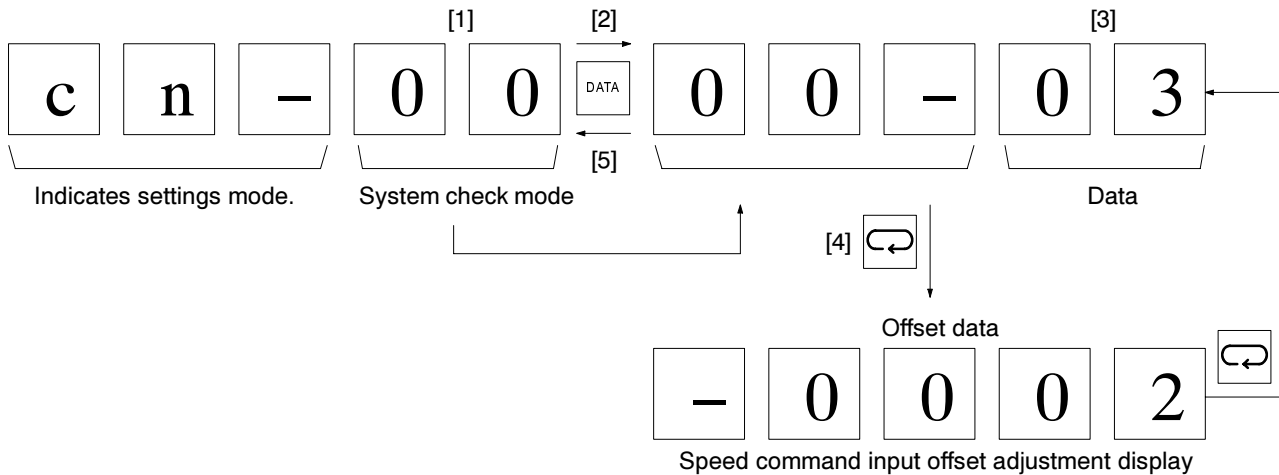 [1] [2] [3]
c n – 0 0 DATA 0 0 – 0 3
[5]
Indicates settings mode. System check mode Data
[4]
Offset data
– 0 0 0 2
Speed command input offset adjustment display